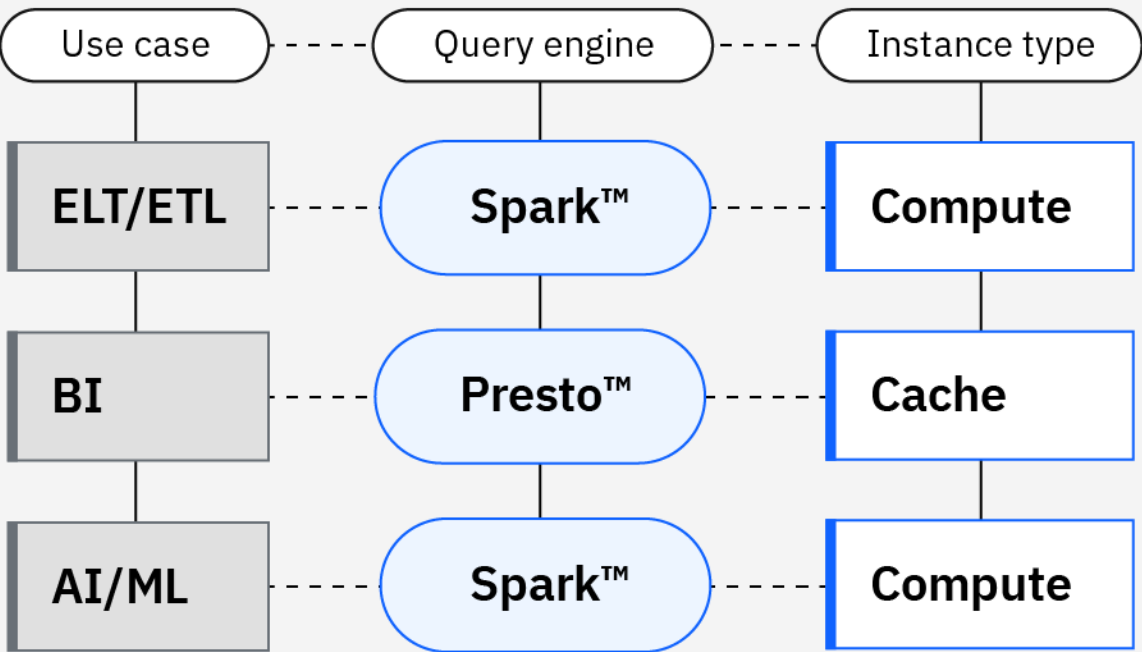 Use case
Query engine
Instance type
ELT/ETL
Spark™
Compute
BI
Presto™
Cache
AI/ML
Spark™
Compute